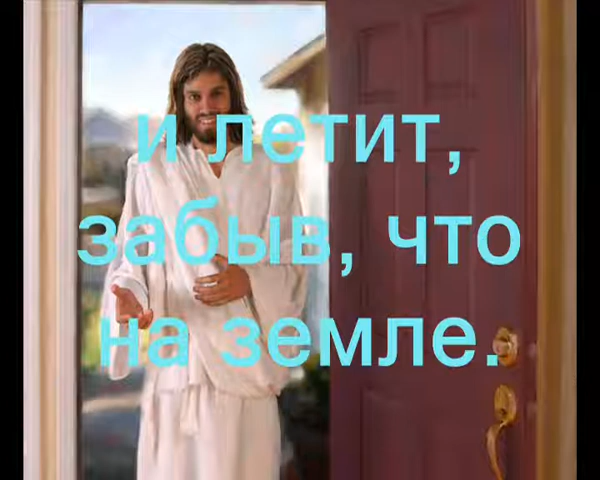 и летит,
забыв, что
на земле.